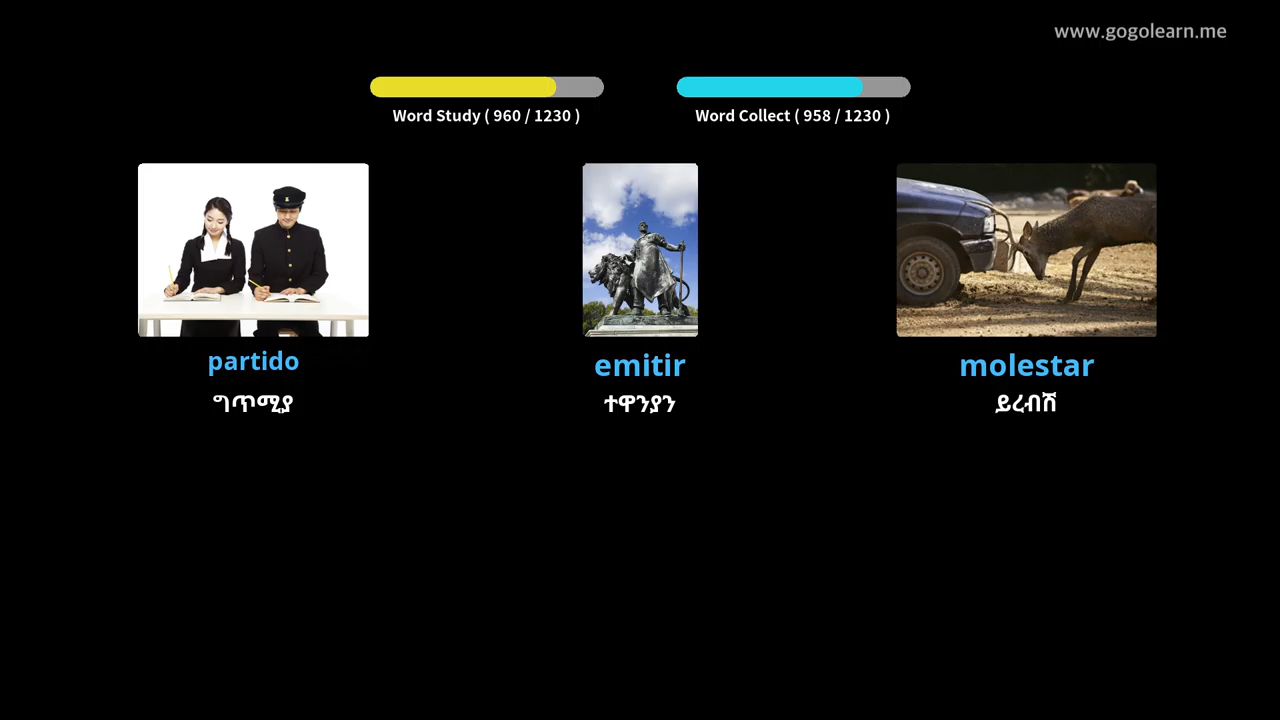 www.gogolearn.me
Word Study ( 960 / 1230 )
Word Collect ( 958 / 1230 )
partido
emitir
molestar
ግጥሚያ
ተዋንያን
ይረብሽ